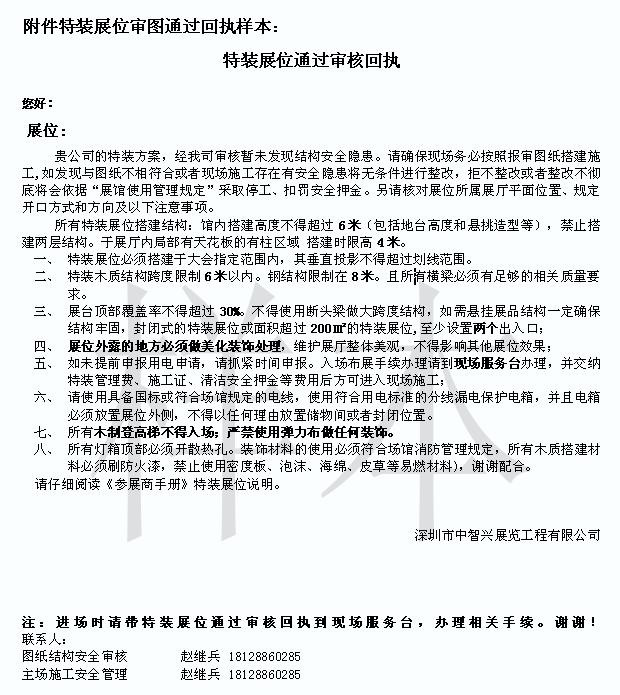 附件特装展位审图通过回执样本：
特装展位通过审核回执
您好：
展位：
贵公司的特装方案，经我司审核暂未发现结构安全隐患。请确保现场务必按照报审图纸搭建施
工,如发现与图纸不相符合或者现场施工存在有安全隐患将无条件进行整改，拒不整改或者整改不彻
底将会依据“展馆使用管理规定”采取停工、扣罚安全押金。另请核对展位所属展厅平面位置、规定
开口方式和方向及以下注意事项。
所有特装展位搭建结构：馆内搭建高度不得超过 6 米（包括地台高度和悬挑造型等），禁止搭
建两层结构。于展厅内局部有天花板的有柱区域 搭建时限高 4 米。
一、 特装展位必须搭建于大会指定范围内，其垂直投影不得超过划线范围。
二、 特装木质结构跨度限制 6 米以内。钢结构限制在 8 米。且所有横梁必须有足够的相关质量要
求。
三、 展台顶部覆盖率不得超过 30%。不得使用断头梁做大跨度结构，如需悬挂展品结构一定确保
结构牢固，封闭式的特装展位或面积超过 200㎡的特装展位,至少设置两个出入口；
四、 展位外露的地方必须做美化装饰处理，维护展厅整体美观，不得影响其他展位效果；
五、 如未提前申报用电申请，请抓紧时间申报。入场布展手续办理请到现场服务台办理，并交纳
特装管理费、施工证、清洁安全押金等费用后方可进入现场施工；
六、 请使用具备国标或符合场馆规定的电线，使用符合用电标准的分线漏电保护电箱，并且电箱
必须放置展位外侧，不得以任何理由放置储物间或者封闭位置。
七、 所有木制登高梯不得入场；严禁使用弹力布做任何装饰。
八、 所有灯箱顶部必须开散热孔。装饰材料的使用必须符合场馆消防管理规定，所有木质搭建材
料必须刷防火漆，禁止使用密度板、泡沫、海绵、皮草等易燃材料），谢谢配合。
请仔细阅读《参展商手册》特装展位说明。
深圳市中智兴展览工程有限公司
注：进场时请带特装展位通过审核回执到现场服务台，办理相关手续。谢谢！
联系人：
图纸结构安全审核 赵继兵 18128860285
主场施工安全管理 赵继兵 18128860285
样本